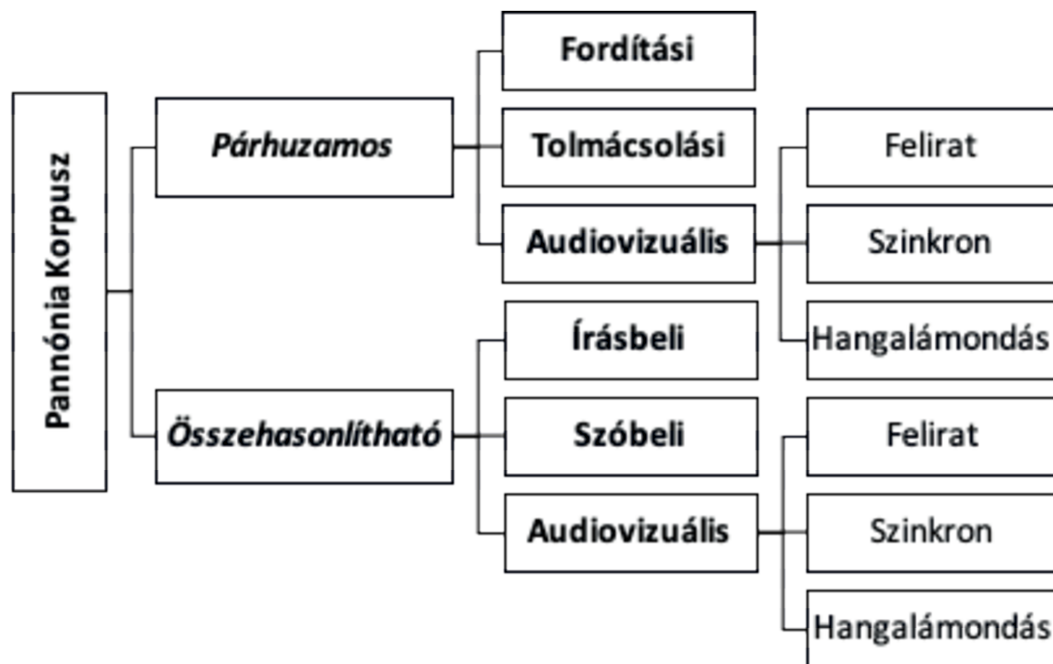 Pannónia Korpusz
Párhuzamos
Fordítási
Tolmácsolási
Audiovizuális
Felirat
Szinkron
Hangalámondás
Összehasonlítható
Írásbeli
Szóbeli
Audiovizuális
Felirat
Szinkron
Hangalámondás